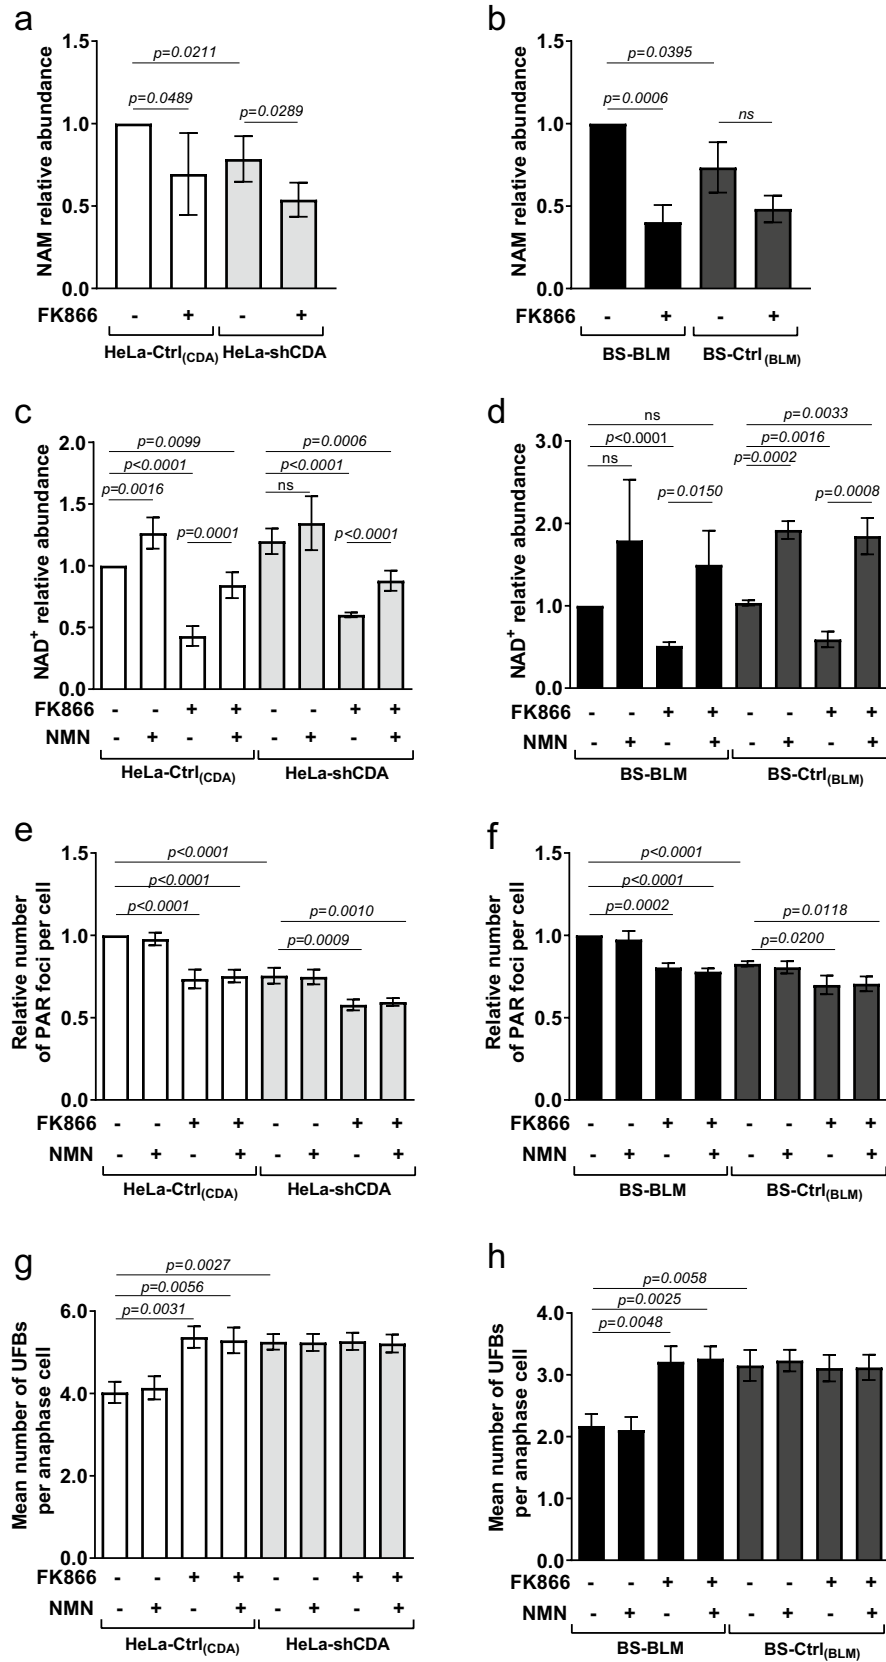 a
NAM relative abundance
1.5
1.0
0.5
0.0
p=0.0211
p=0.0489
p=0.0289
FK866 - + - +
HeLa-Ctrl(CDA) HeLa-shCDA
b
NAM relative abundance
1.5
1.0
0.5
0.0
p=0.0395
p=0.0006
ns
FK866 - + - +
BS-BLM BS-Ctrl(BLM)
c
NAD+ relative abundance
2.0
1.5
1.0
0.5
0.0
p=0.0099 p=0.0006
p<0.0001 p<0.0001
p=0.0016 ns
p=0.0001 p<0.0001
FK866 - - + + - - + +
NMN - + - + - + - +
HeLa-Ctrl(CDA) HeLa-shCDA
d
NAD+ relative abundance
3.0
2.0
1.0
0.0
ns p=0.0033
p<0.0001 p=0.0016
ns p=0.0002
p=0.0150 p=0.0008
FK866 - - + + - - + +
NMN - + - + - + - +
BS-BLM BS-Ctrl(BLM)
e
Relative number
of PAR foci per cell
1.5
1.0
0.5
0.0
p<0.0001
p<0.0001
p<0.0001
p=0.0010
p=0.0009
FK866 - - + + - - + +
NMN - + - + - + - +
HeLa-Ctrl(CDA) HeLa-shCDA
f
Relative number
of PAR foci per cell
1.5
1.0
0.5
0.0
p<0.0001
p<0.0001
p=0.0002
p=0.0118
p=0.0200
FK866 - - + + - - + +
NMN - + - + - + - +
BS-BLM BS-Ctrl(BLM)
g
Mean number of UFBs
per anaphase cell
6.0
4.0
2.0
0.0
p=0.0027
p=0.0056
p=0.0031
FK866 - - + + - - + +
NMN - + - + - + - +
HeLa-Ctrl(CDA) HeLa-shCDA
h
Mean number of UFBs
per anaphase cell
4.0
3.0
2.0
1.0
0.0
p=0.0058
p=0.0025
p=0.0048
FK866 - - + + - - + +
NMN - + - + - + - +
BS-BLM BS-Ctrl(BLM)